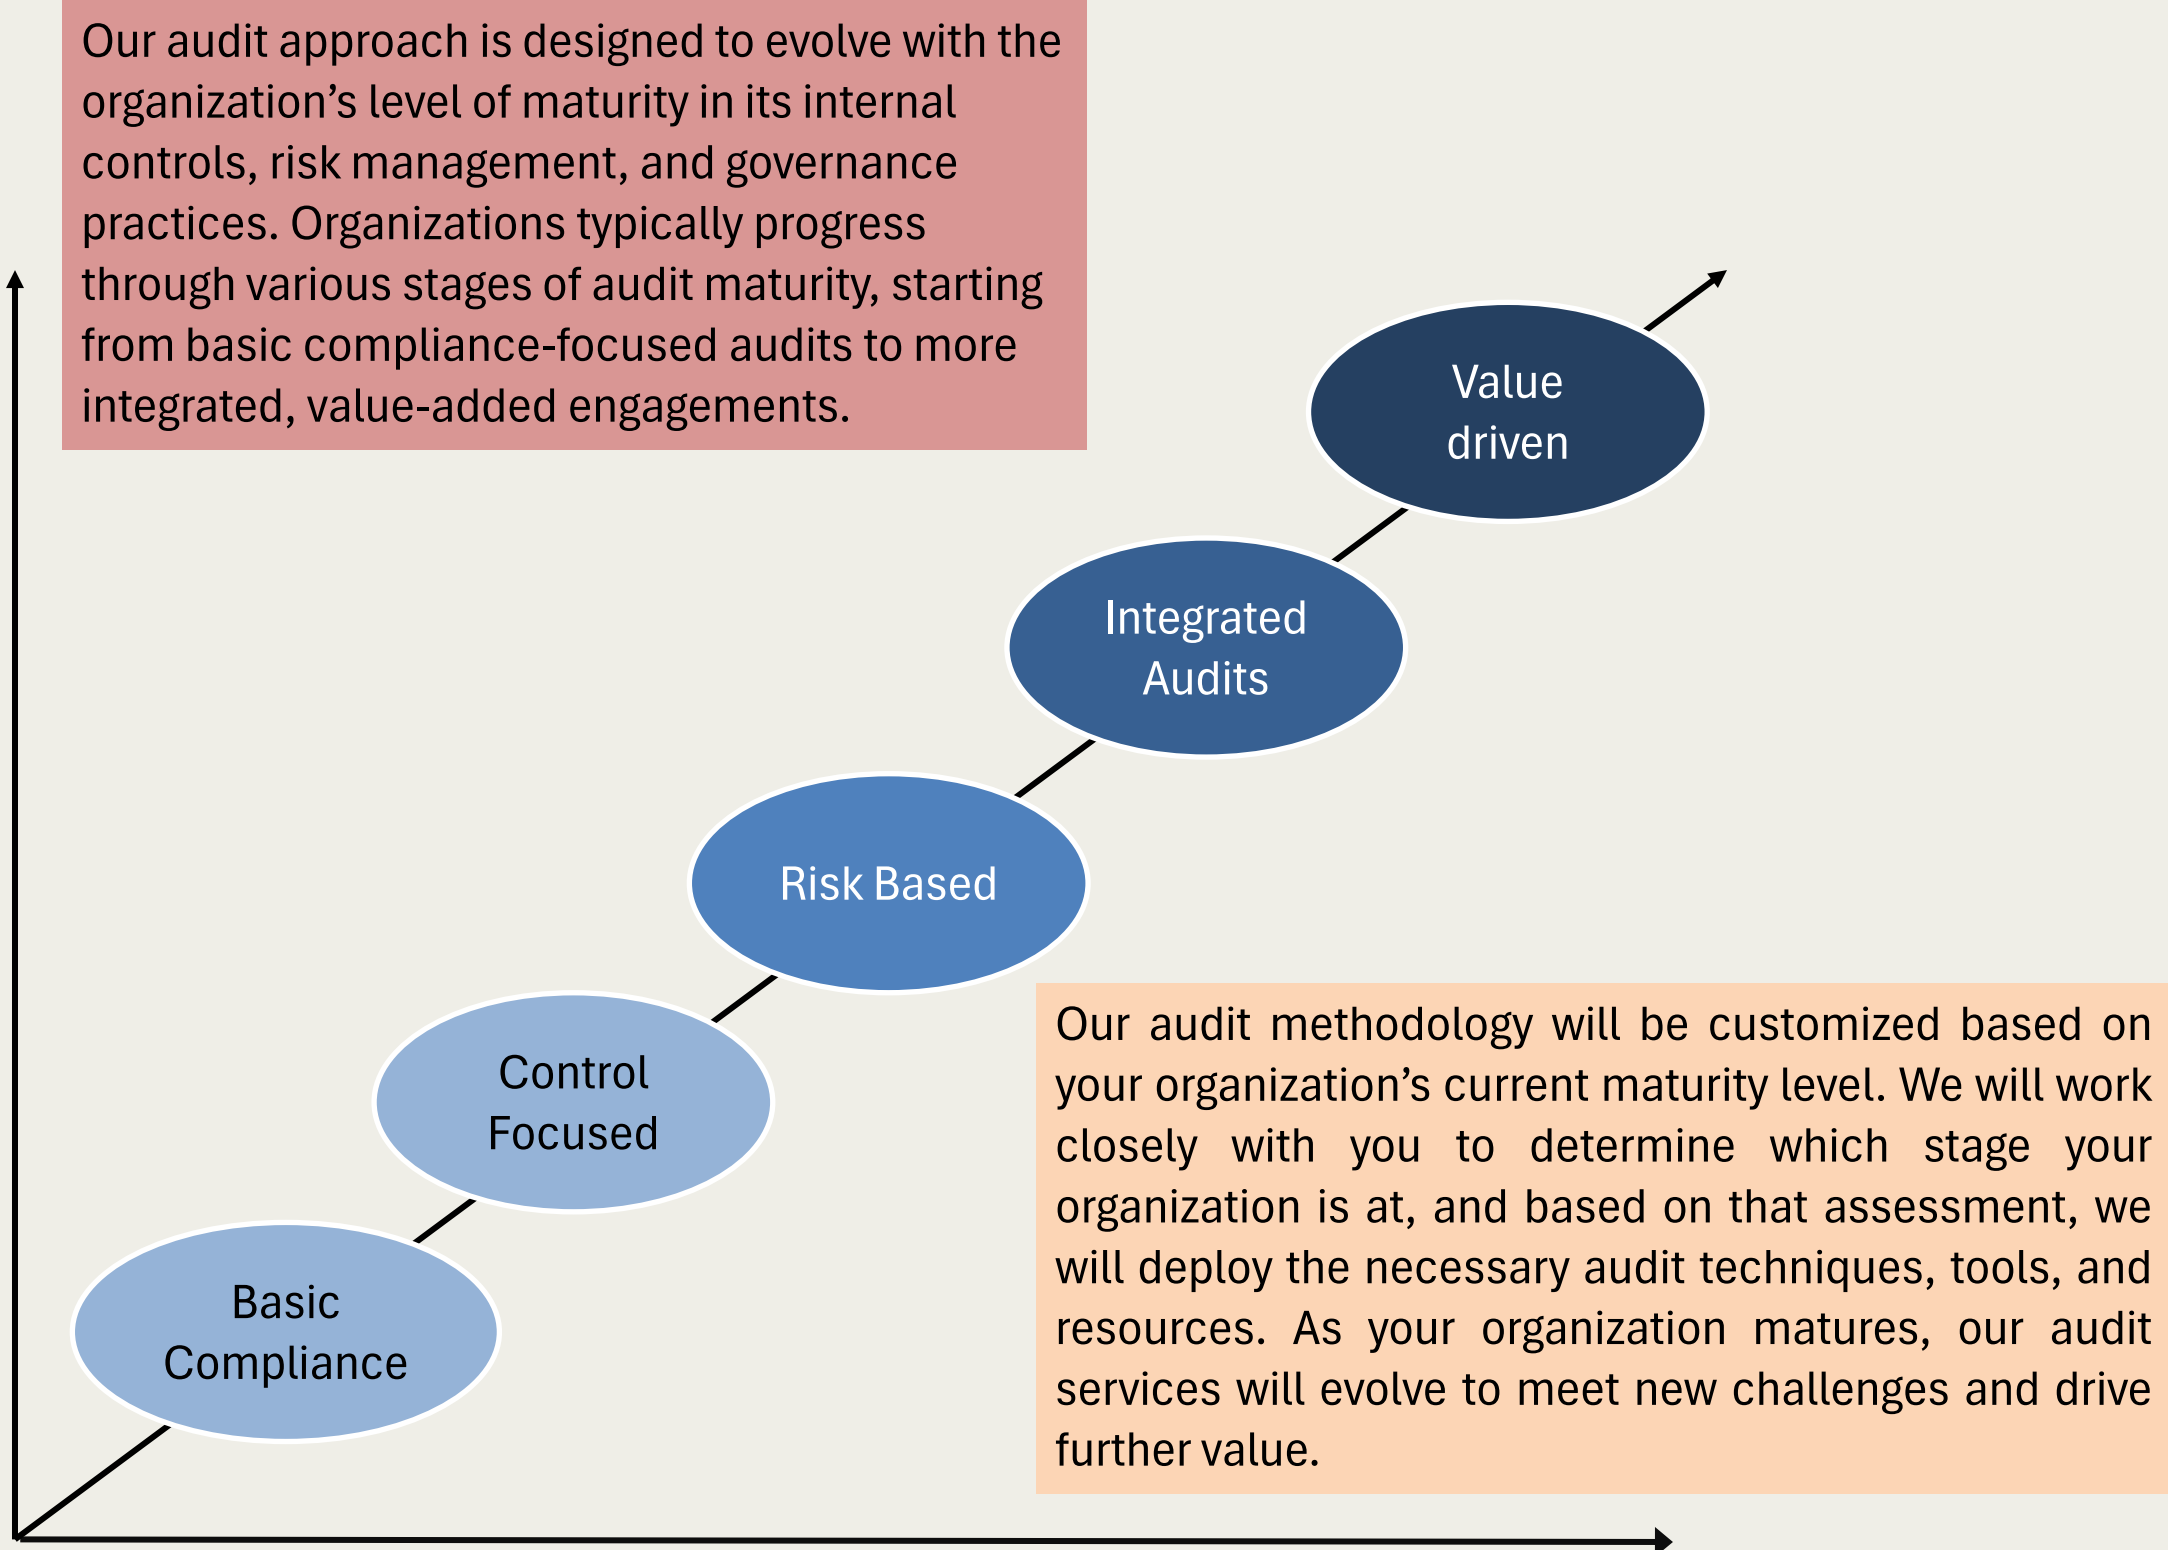 Our audit approach is designed to evolve with the
organization’s level of maturity in its internal
controls, risk management, and governance
practices. Organizations typically progress
through various stages of audit maturity, starting
from basic compliance-focused audits to more
integrated, value-added engagements.
Value
driven
Integrated
Audits
Risk Based
Control
Focused
Basic
Compliance
Our audit methodology will be customized based on
your organization’s current maturity level. We will work
closely with you to determine which stage your
organization is at, and based on that assessment, we
will deploy the necessary audit techniques, tools, and
resources. As your organization matures, our audit
services will evolve to meet new challenges and drive
further value.